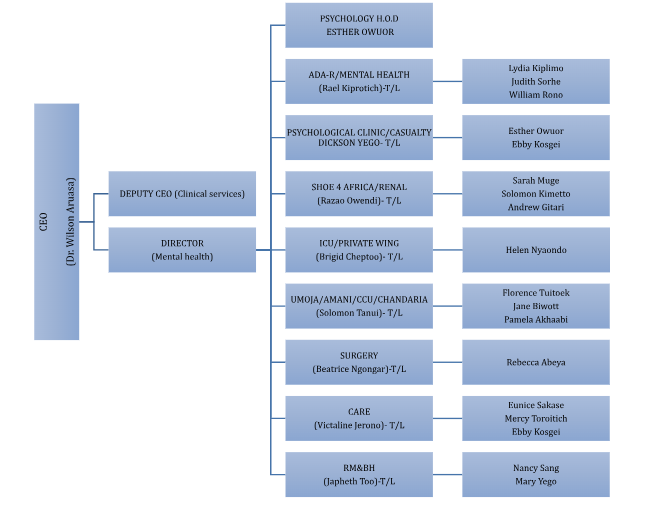 CEO
(Dr. Wilson Aruasa)
DEPUTY CEO (Clinical services)
DIRECTOR
(Mental health)
PSYCHOLOGY H.O.D
ESTHER OWUOR
ADA-R/MENTAL HEALTH
(Rael Kiprotich)-T/L
Lydia Kiplimo
Judith Sorhe
William Rono
PSYCHOLOGICAL CLINIC/CASUALTY
DICKSON YEGO- T/L
Esther Owuor
Ebby Kosgei
SHOE 4 AFRICA/RENAL
(Razao Owendi)- T/L
Sarah Muge
Solomon Kimetto
Andrew Gitari
ICU/PRIVATE WING
(Brigid Cheptoo)- T/L
Helen Nyaondo
UMOJA/AMANI/CCU/CHANDARIA
(Solomon Tanui)- T/L
Florence Tuitoek
Jane Biwott
Pamela Akhaabi
SURGERY
(Beatrice Ngongar)-T/L
Rebecca Abeya
CARE
(Victaline Jerono)- T/L
Eunice Sakase
Mercy Toroitich
Ebby Kosgei
RM&BH
(Japheth Too)-T/L
Nancy Sang
Mary Yego